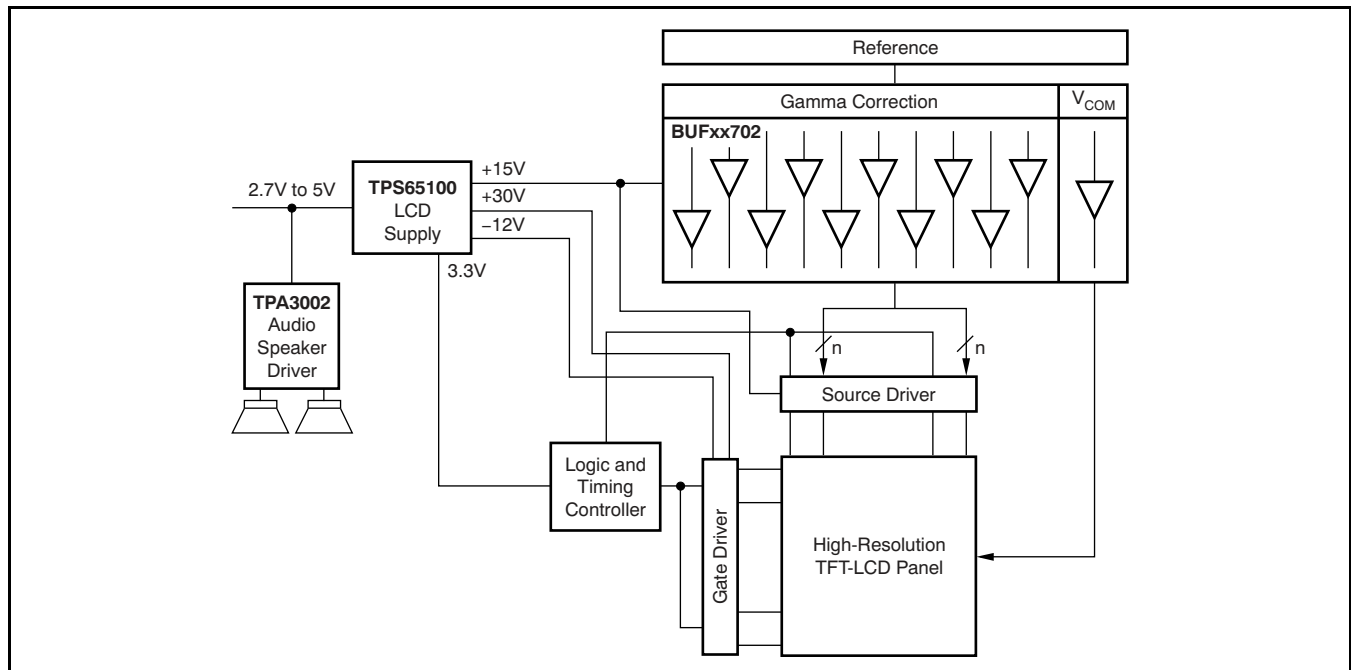 Reference
Gamma Correction
V_COM
BUFxx702
2.7V to 5V
TPS65100
LCD
Supply
+15V
+30V
−12V
3.3V
TPA3002
Audio
Speaker
Driver
n
n
Source Driver
Logic and
Timing
Controller
Gate Driver
High-Resolution
TFT-LCD Panel